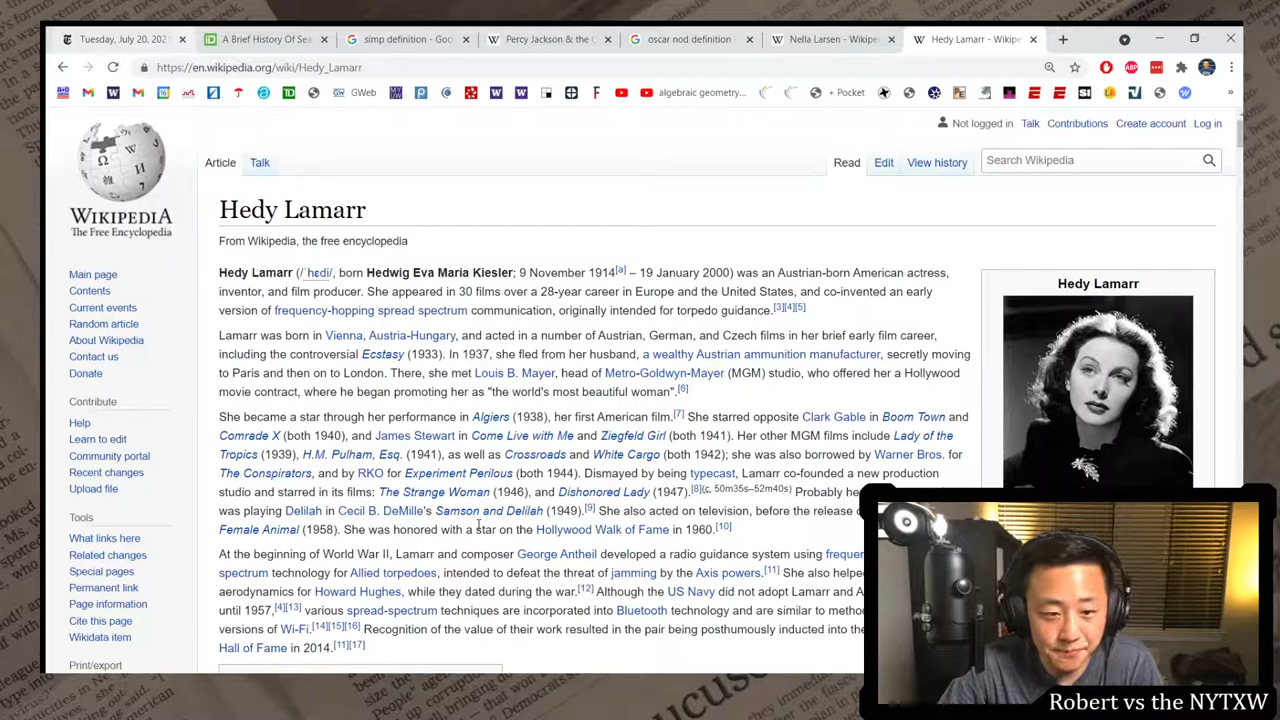 Tuesday, July 20, 202
A Brief History Of Sea
simp definition - Goo
Percy Jackson & the O
oscar nod definition -
Nella Larsen - Wikipe
Hedy Lamarr - Wikipe
https://en.wikipedia.org/wiki/Hedy_Lamarr
GWeb
algebraic geometry...
+ Pocket
Not logged in Talk Contributions Create account Log in
Article Talk
Read Edit View history
Search Wikipedia
WIKIPEDIA
The Free Encyclopedia
Main page
Contents
Current events
Random article
About Wikipedia
Contact us
Donate
Contribute
Help
Learn to edit
Community portal
Recent changes
Upload file
Tools
What links here
Related changes
Special pages
Permanent link
Page information
Cite this page
Wikidata item
Print/export
Hedy Lamarr
From Wikipedia, the free encyclopedia
Hedy Lamarr (/ˈhɛdi/, born Hedwig Eva Maria Kiesler; 9 November 1914[a] – 19 January 2000) was an Austrian-born American actress,
inventor, and film producer. She appeared in 30 films over a 28-year career in Europe and the United States, and co-invented an early
version of frequency-hopping spread spectrum communication, originally intended for torpedo guidance.[3][4][5]
Lamarr was born in Vienna, Austria-Hungary, and acted in a number of Austrian, German, and Czech films in her brief early film career,
including the controversial Ecstasy (1933). In 1937, she fled from her husband, a wealthy Austrian ammunition manufacturer, secretly moving
to Paris and then on to London. There, she met Louis B. Mayer, head of Metro-Goldwyn-Mayer (MGM) studio, who offered her a Hollywood
movie contract, where he began promoting her as "the world's most beautiful woman".[6]
She became a star through her performance in Algiers (1938), her first American film.[7] She starred opposite Clark Gable in Boom Town and
Comrade X (both 1940), and James Stewart in Come Live with Me and Ziegfeld Girl (both 1941). Her other MGM films include Lady of the
Tropics (1939), H.M. Pulham, Esq. (1941), as well as Crossroads and White Cargo (both 1942); she was also borrowed by Warner Bros. for
The Conspirators, and by RKO for Experiment Perilous (both 1944). Dismayed by being typecast, Lamarr co-founded a new production
studio and starred in its films: The Strange Woman (1946), and Dishonored Lady (1947).[8](c. 50m35s–52m40s) Probably he
was playing Delilah in Cecil B. DeMille's Samson and Delilah (1949).[9] She also acted on television, before the release o
Female Animal (1958). She was honored with a star on the Hollywood Walk of Fame in 1960.[10]
At the beginning of World War II, Lamarr and composer George Antheil developed a radio guidance system using frequen
spectrum technology for Allied torpedoes, intended to defeat the threat of jamming by the Axis powers.[11] She also helpe
aerodynamics for Howard Hughes, while they dated during the war.[12] Although the US Navy did not adopt Lamarr and A
until 1957,[4][13] various spread-spectrum techniques are incorporated into Bluetooth technology and are similar to metho
versions of Wi-Fi.[14][15][16] Recognition of the value of their work resulted in the pair being posthumously inducted into the
Hall of Fame in 2014.[11][17]
Hedy Lamarr
Robert vs the NYTXW